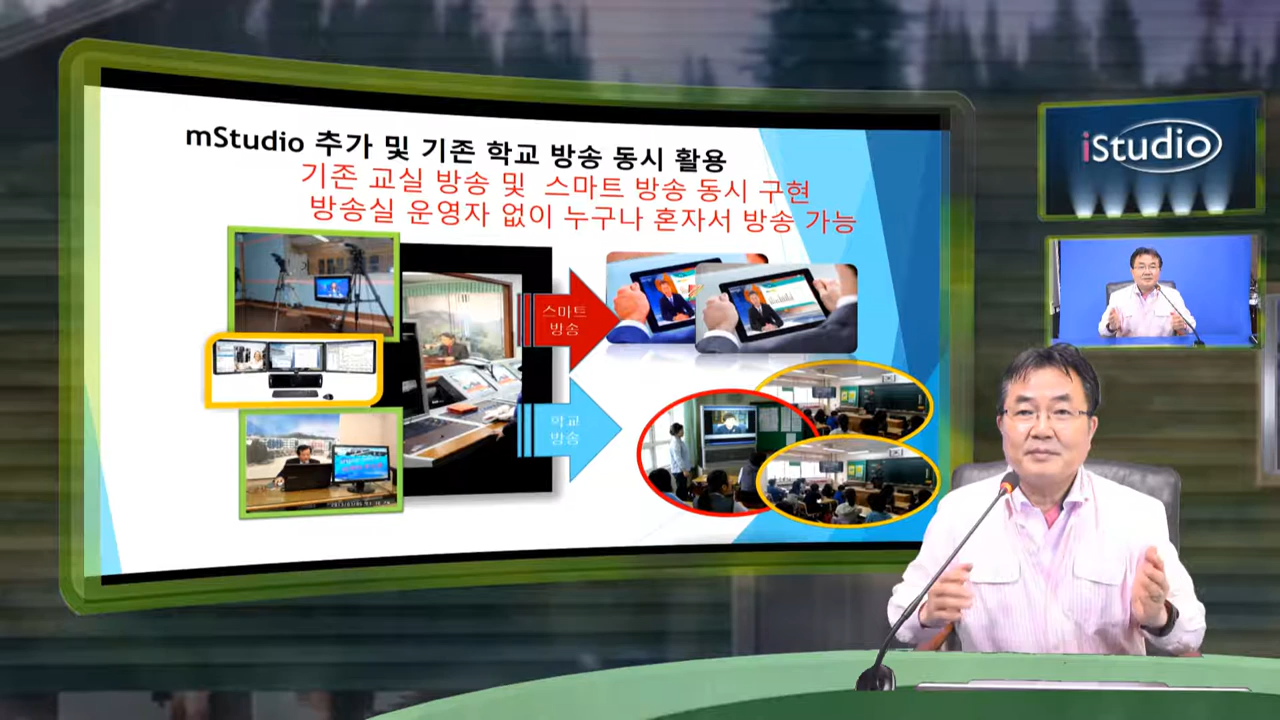 mStudio 추가 및 기존 학교 방송 동시 활용
기존 교실 방송 및 스마트 방송 동시 구현
방송실 운영자 없이 누구나 혼자서 방송 가능
iStudio
스마트
방송
학교
방송